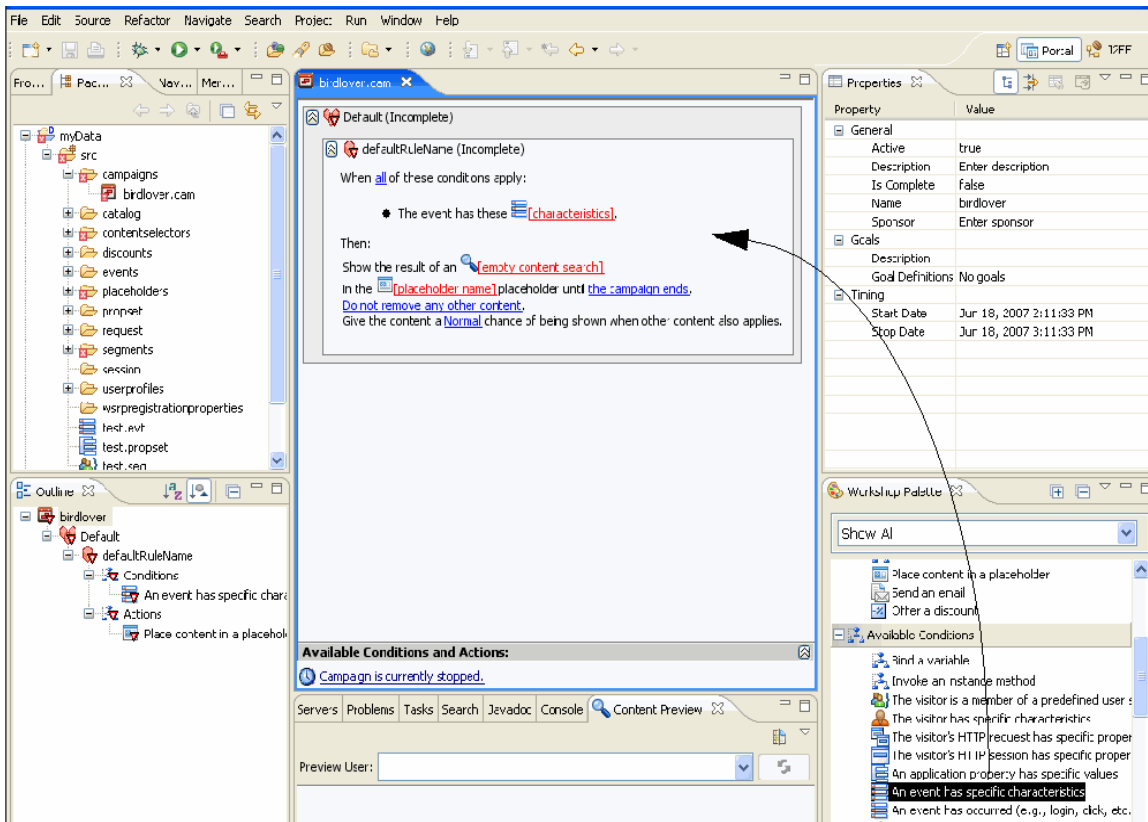 File Edit Source Refactor Navigate Search Project Run Window Help
Portal J2EE
Fro... Pac... Nav... Mer...
myData
src
campaigns
birdlover.cam
catalog
contentselectors
discounts
events
placeholders
propset
request
segments
session
userprofiles
wsrpregistrationproperties
test.evt
test.propset
test.seg
Outline
birdlover
Default
defaultRuleName
Conditions
An event has specific chara
Actions
Place content in a placehol
birdlover.cam
Default (Incomplete)
defaultRuleName (Incomplete)
When all of these conditions apply:
The event has these [characteristics].
Then:
Show the result of an [empty content search]
In the [placeholder name] placeholder until the campaign ends.
Do not remove any other content.
Give the content a Normal chance of being shown when other content also applies.
Available Conditions and Actions:
Campaign is currently stopped.
Servers Problems Tasks Search Javadoc Console Content Preview
Preview User:
Properties
Property Value
General
Active true
Description Enter description
Is Complete false
Name birdlover
Sponsor Enter sponsor
Goals
Description
Goal Definitions No goals
Timing
Start Date Jun 18, 2007 2:11:33 PM
Stop Date Jun 18, 2007 3:11:33 PM
Workshop Palette
Show All
Place content in a placeholder
Send an email
Offer a discount
Available Conditions
Bind a variable
Invoke an instance method
The visitor is a member of a predefined user s
The visitor has specific characteristics
The visitor's HTTP request has specific proper
The visitor's HTTP session has specific proper
An application property has specific values
An event has specific characteristics
An event has occurred (e.g., login, click, etc.